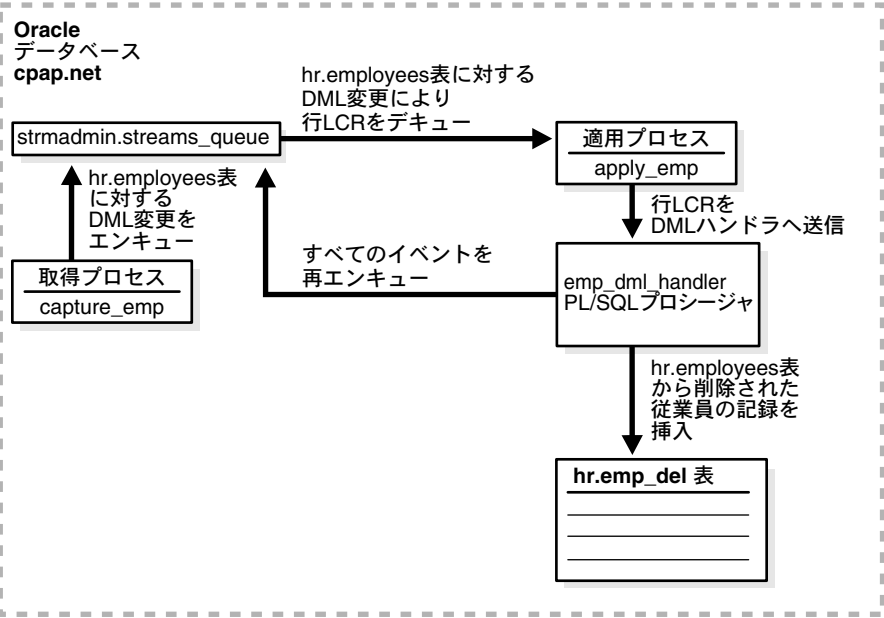 Oracle
データベース
cpap.net
hr.employees表に対する
DML変更により
行LCRをデキュー
strmadmin.streams_queue
適用プロセス
apply_emp
hr.employees表
に対する
DML変更を
エンキュー
行LCRを
DMLハンドラへ送信
すべてのイベントを
再エンキュー
取得プロセス
capture_emp
emp_dml_handler
PL/SQLプロシージャ
hr.employees表
から削除された
従業員の記録を
挿入
hr.emp_del 表